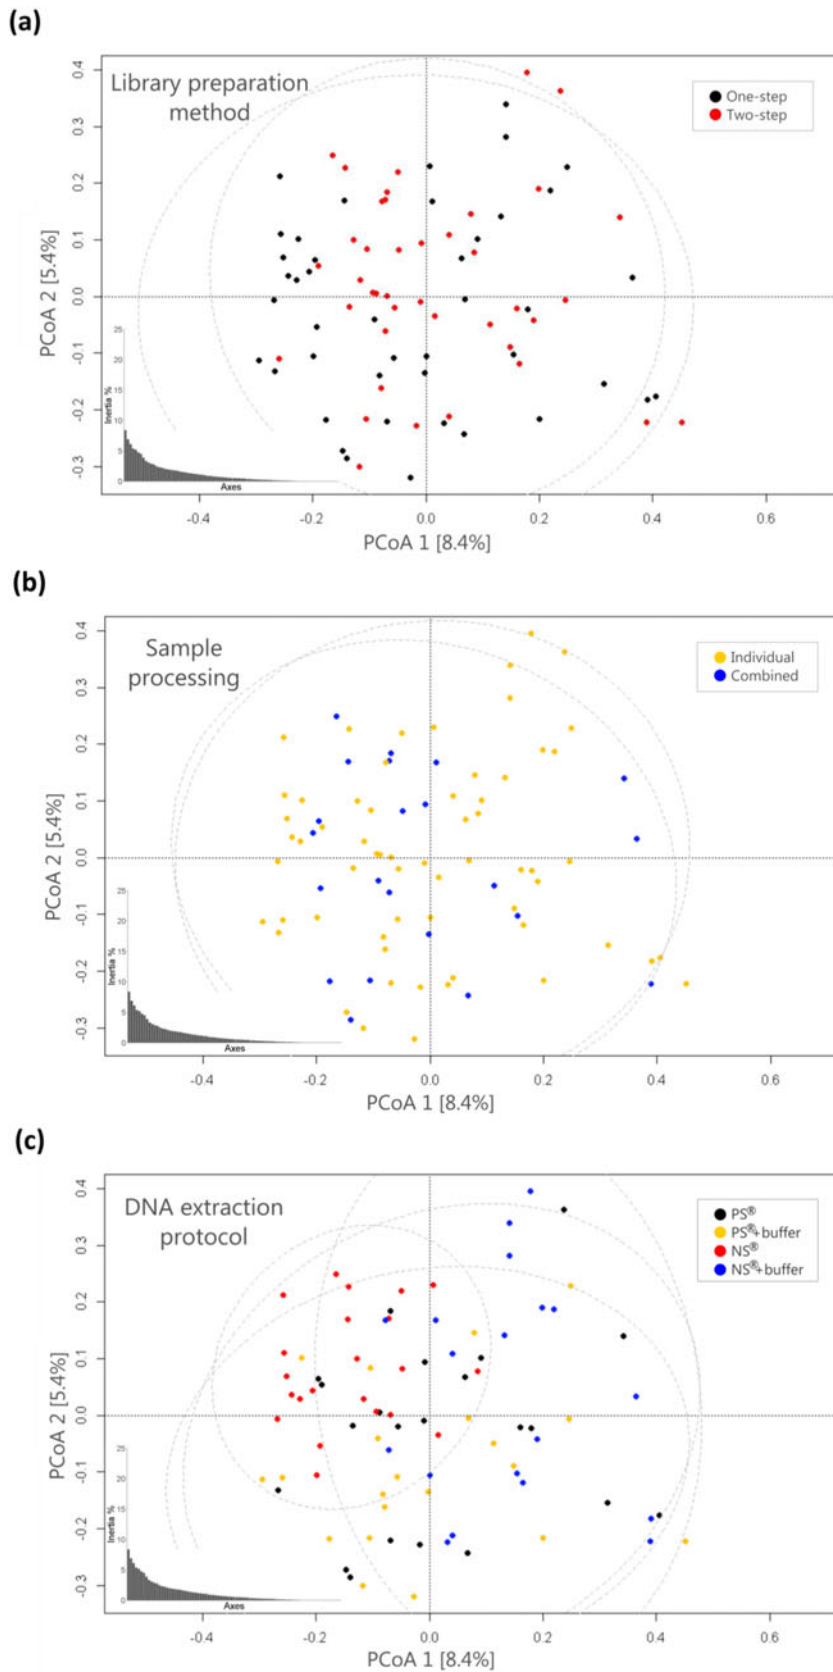 (a)
Library preparation
method
One-step
Two-step
PCoA 2 [5.4%]
0.4
0.3
0.2
0.1
0.0
-0.1
-0.2
-0.3
Inertia %
25
20
15
10
5
0
Axes
-0.4
-0.2
0.0
0.2
0.4
0.6
PCoA 1 [8.4%]
(b)
Sample
processing
Individual
Combined
PCoA 2 [5.4%]
0.4
0.3
0.2
0.1
0.0
-0.1
-0.2
-0.3
Inertia %
25
20
15
10
5
0
Axes
-0.4
-0.2
0.0
0.2
0.4
0.6
PCoA 1 [8.4%]
(c)
DNA extraction
protocol
PS®
PS®+buffer
NS®
NS®+buffer
PCoA 2 [5.4%]
0.4
0.3
0.2
0.1
0.0
-0.1
-0.2
-0.3
Inertia %
25
20
15
10
5
0
Axes
-0.4
-0.2
0.0
0.2
0.4
0.6
PCoA 1 [8.4%]